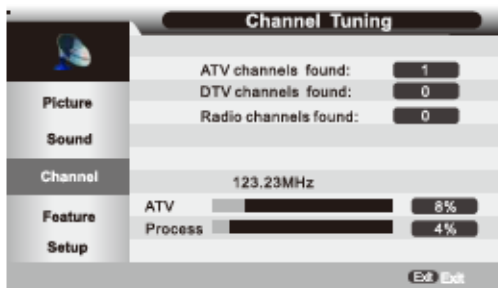 Channel Tuning
ATV channels found: 1
DTV channels found: 0
Radio channels found: 0
Picture
Sound
Channel
123.23MHz
ATV 8%
Feature
Process 4%
Setup
Exit Exit